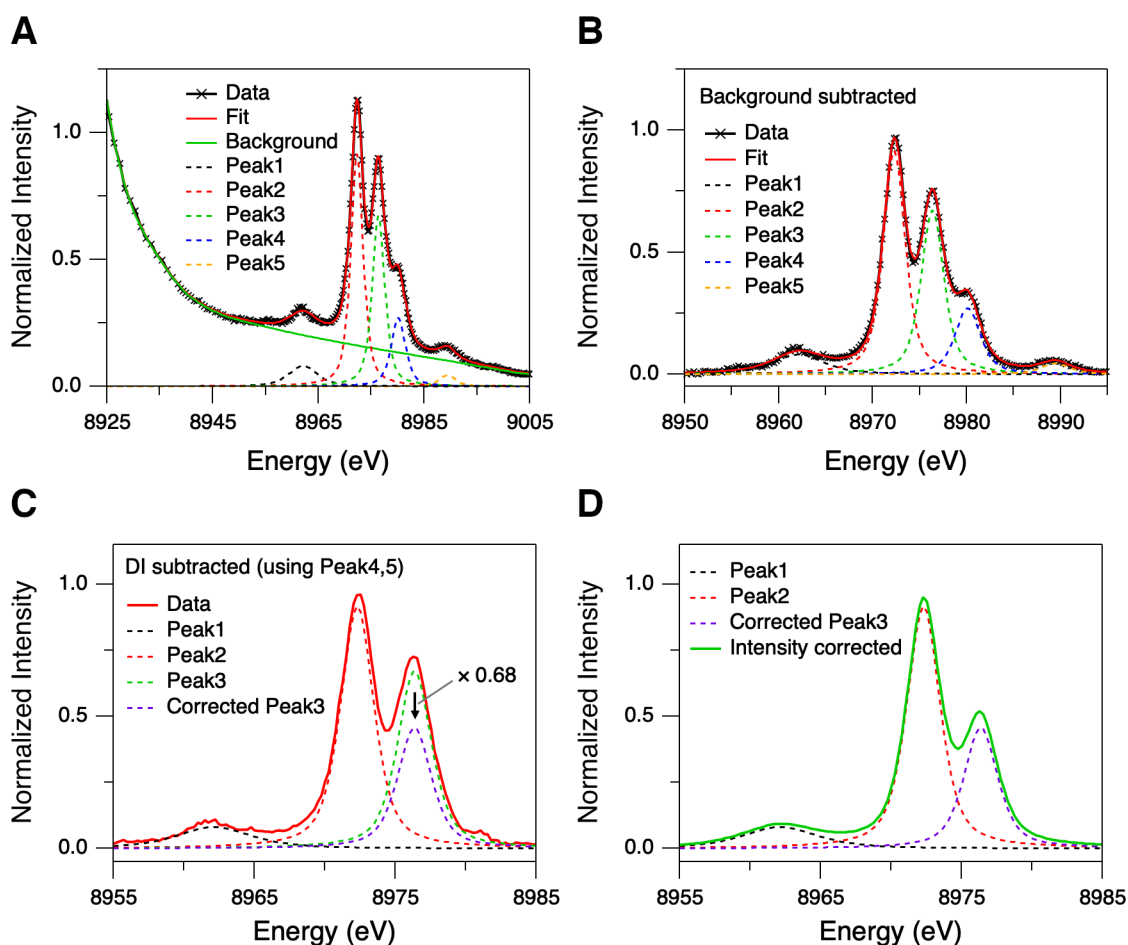 A
Normalized Intensity
1.0
0.5
0.0
Data
Fit
Background
Peak1
Peak2
Peak3
Peak4
Peak5
8925
8945
8965
8985
9005
Energy (eV)
B
Normalized Intensity
1.0
0.5
0.0
Background subtracted
Data
Fit
Peak1
Peak2
Peak3
Peak4
Peak5
8950
8960
8970
8980
8990
Energy (eV)
C
Normalized Intensity
1.0
0.5
0.0
DI subtracted (using Peak4,5)
Data
Peak1
Peak2
Peak3
Corrected Peak3
× 0.68
8955
8965
8975
8985
Energy (eV)
D
Normalized Intensity
1.0
0.5
0.0
Peak1
Peak2
Corrected Peak3
Intensity corrected
8955
8965
8975
8985
Energy (eV)